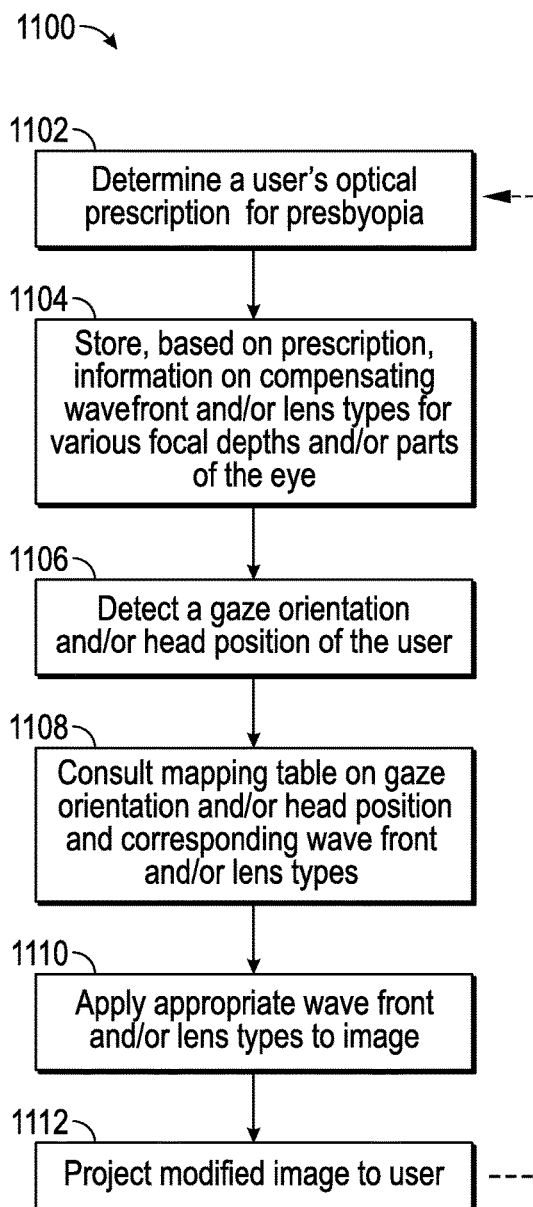 1100
1102
Determine a user's optical
prescription for presbyopia
1104
Store, based on prescription,
information on compensating
wavefront and/or lens types for
various focal depths and/or parts
of the eye
1106
Detect a gaze orientation
and/or head position of the user
1108
Consult mapping table on gaze
orientation and/or head position
and corresponding wave front
and/or lens types
1110
Apply appropriate wave front
and/or lens types to image
1112
Project modified image to user